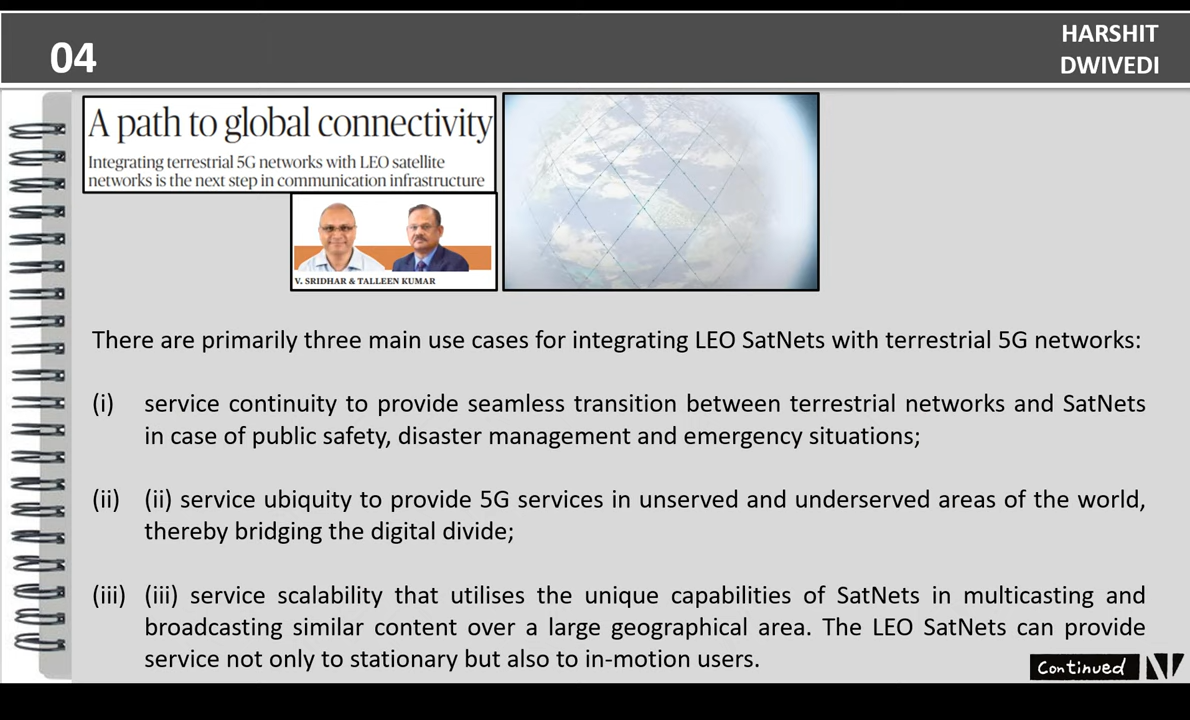 04
HARSHIT
DWIVEDI
A path to global connectivity
Integrating terrestrial 5G networks with LEO satellite
networks is the next step in communication infrastructure
V. SRIDHAR & TALLEEN KUMAR
There are primarily three main use cases for integrating LEO SatNets with terrestrial 5G networks:
(i) service continuity to provide seamless transition between terrestrial networks and SatNets
in case of public safety, disaster management and emergency situations;
(ii) (ii) service ubiquity to provide 5G services in unserved and underserved areas of the world,
thereby bridging the digital divide;
(iii) (iii) service scalability that utilises the unique capabilities of SatNets in multicasting and
broadcasting similar content over a large geographical area. The LEO SatNets can provide
service not only to stationary but also to in-motion users.
Continued